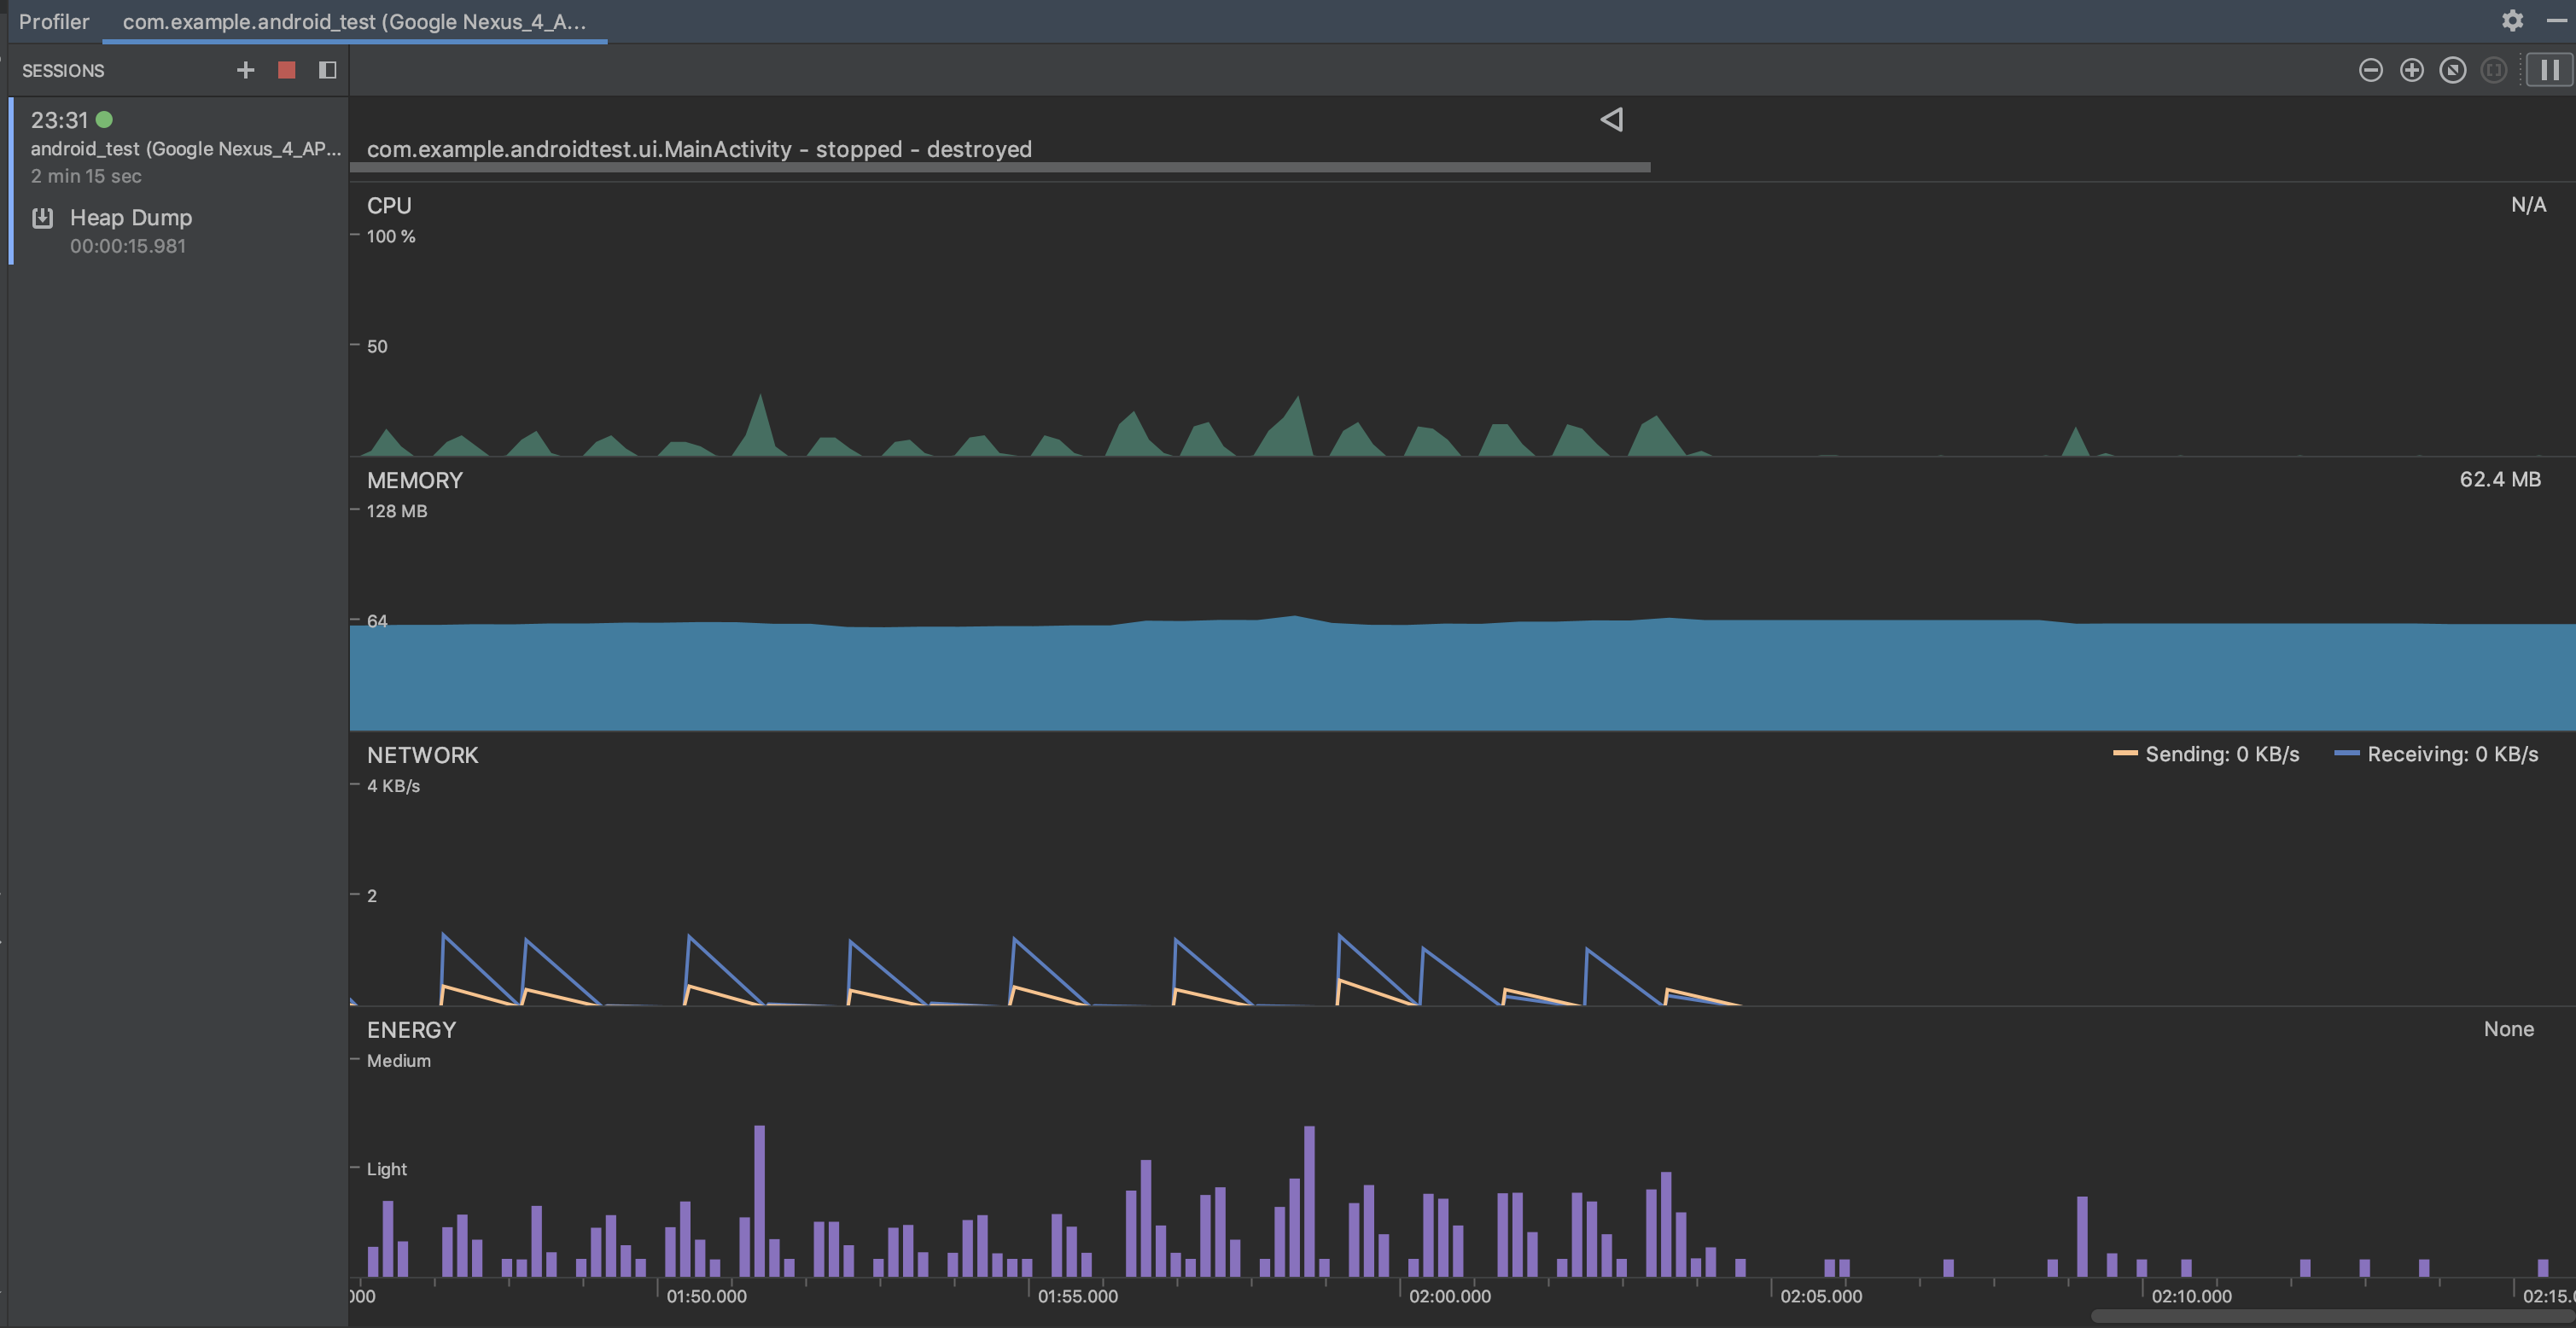 Profiler com.example.android_test (Google Nexus_4_A...
SESSIONS
23:31
android_test (Google Nexus_4_AP...
2 min 15 sec
Heap Dump
00:00:15.981
com.example.androidtest.ui.MainActivity - stopped - destroyed
CPU N/A
100 %
50
MEMORY 62.4 MB
128 MB
64
NETWORK Sending: 0 KB/s Receiving: 0 KB/s
4 KB/s
2
ENERGY None
Medium
Light
000 01:50.000 01:55.000 02:00.000 02:05.000 02:10.000 02:15.0